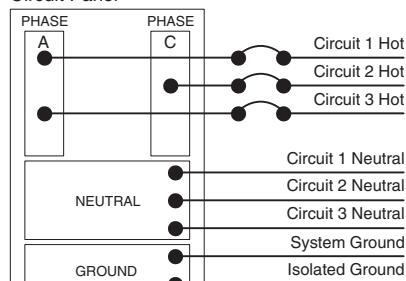 Circuit Panel
PHASE PHASE
A C
Circuit 1 Hot
Circuit 2 Hot
Circuit 3 Hot
Circuit 1 Neutral
NEUTRAL
Circuit 2 Neutral
Circuit 3 Neutral
System Ground
GROUND
Isolated Ground